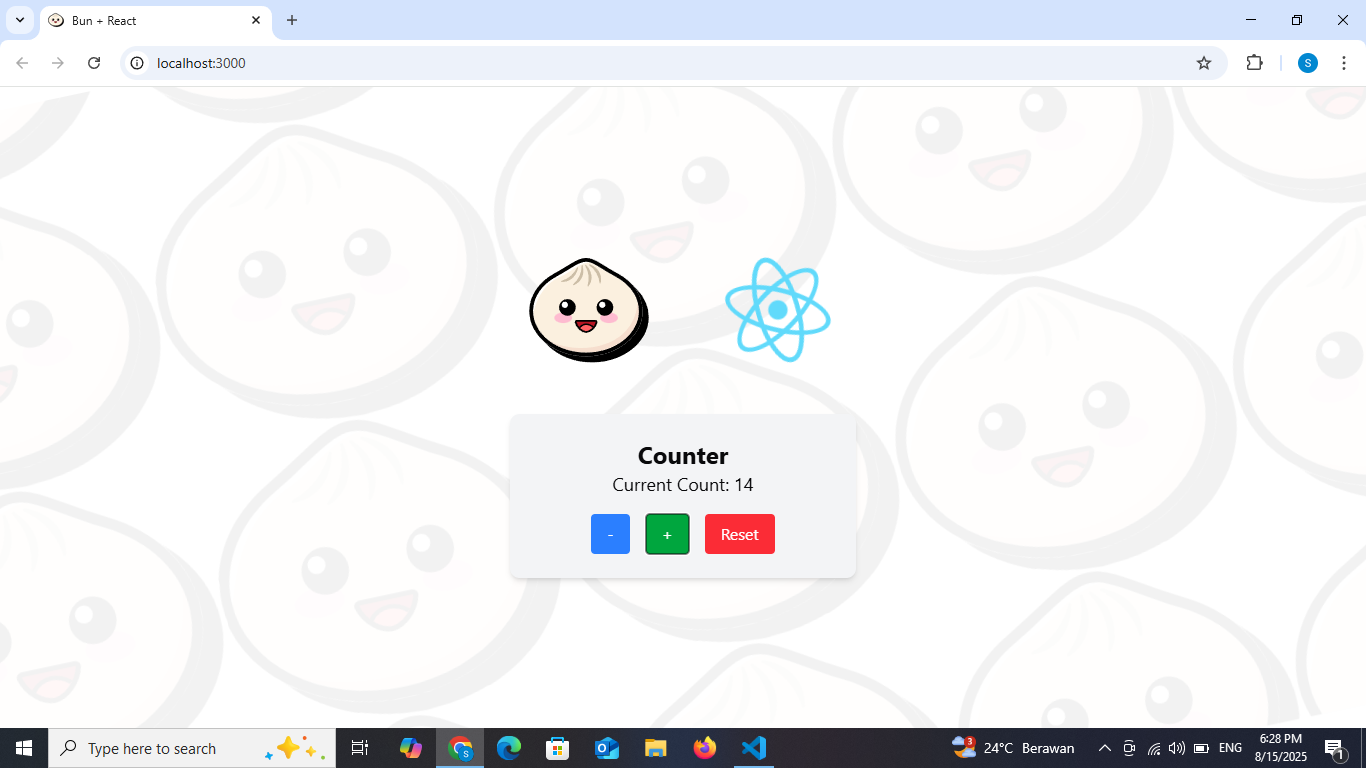 Bun + React
localhost:3000
S
Counter
Current Count: 14
- + Reset
Type here to search
S
3
24°C Berawan
ENG
6:28 PM
8/15/2025
1